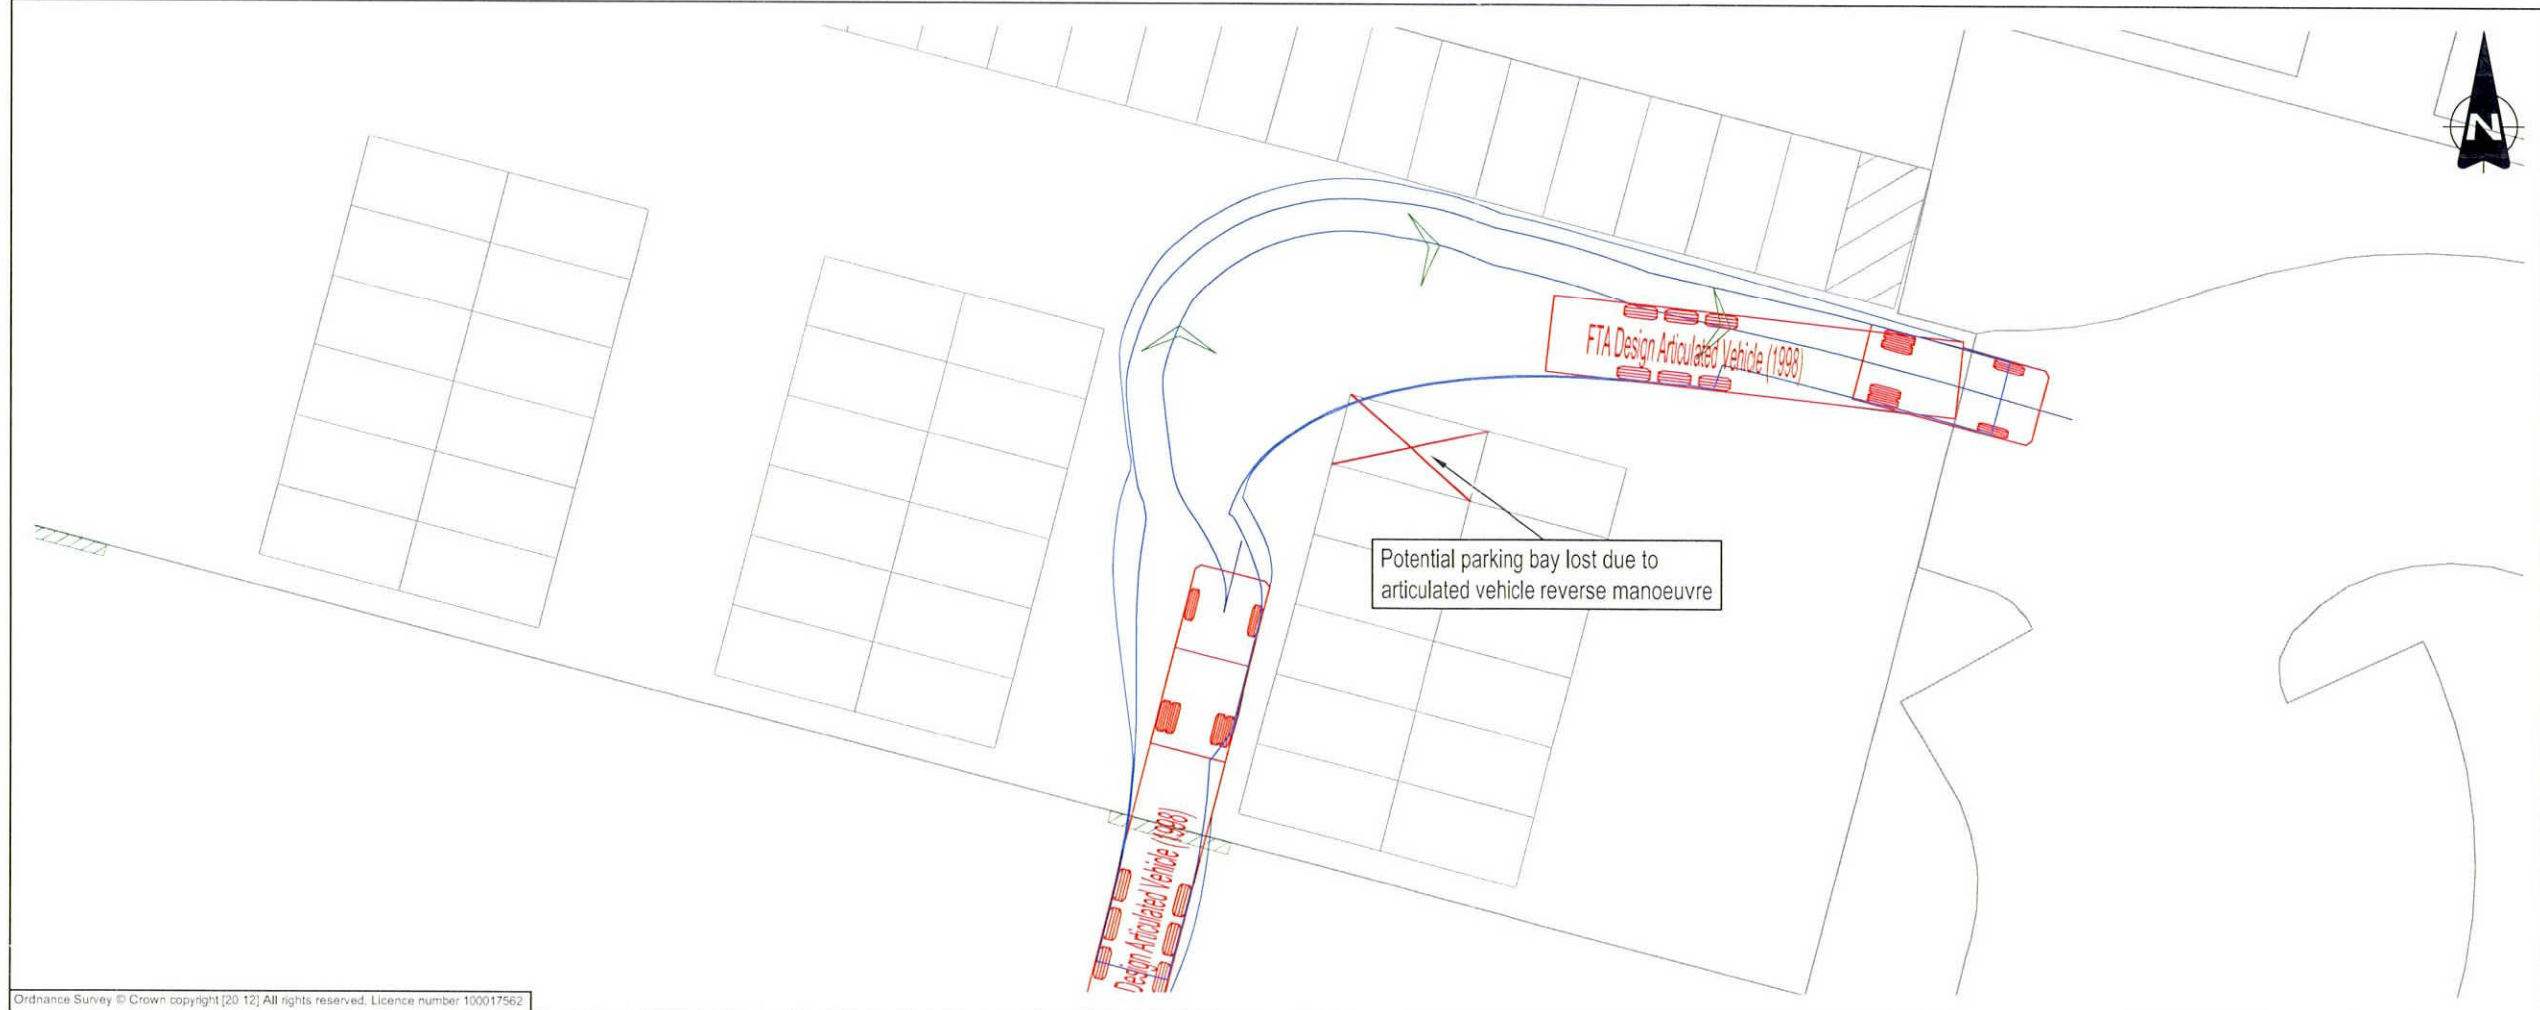 N
FTA Design Articulated Vehicle (1998)
Potential parking bay lost due to
articulated vehicle reverse manoeuvre
Design Articulated Vehicle (1998)
Ordnance Survey © Crown copyright [20 12] All rights reserved. Licence number 100017562